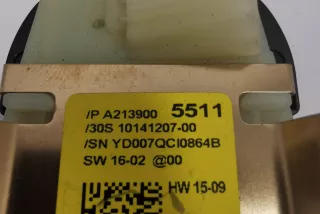 /P A213900 5511
/30S 10141207-00
/SN YD007QCI0864B
SW 16-02 @00
HW 15-09